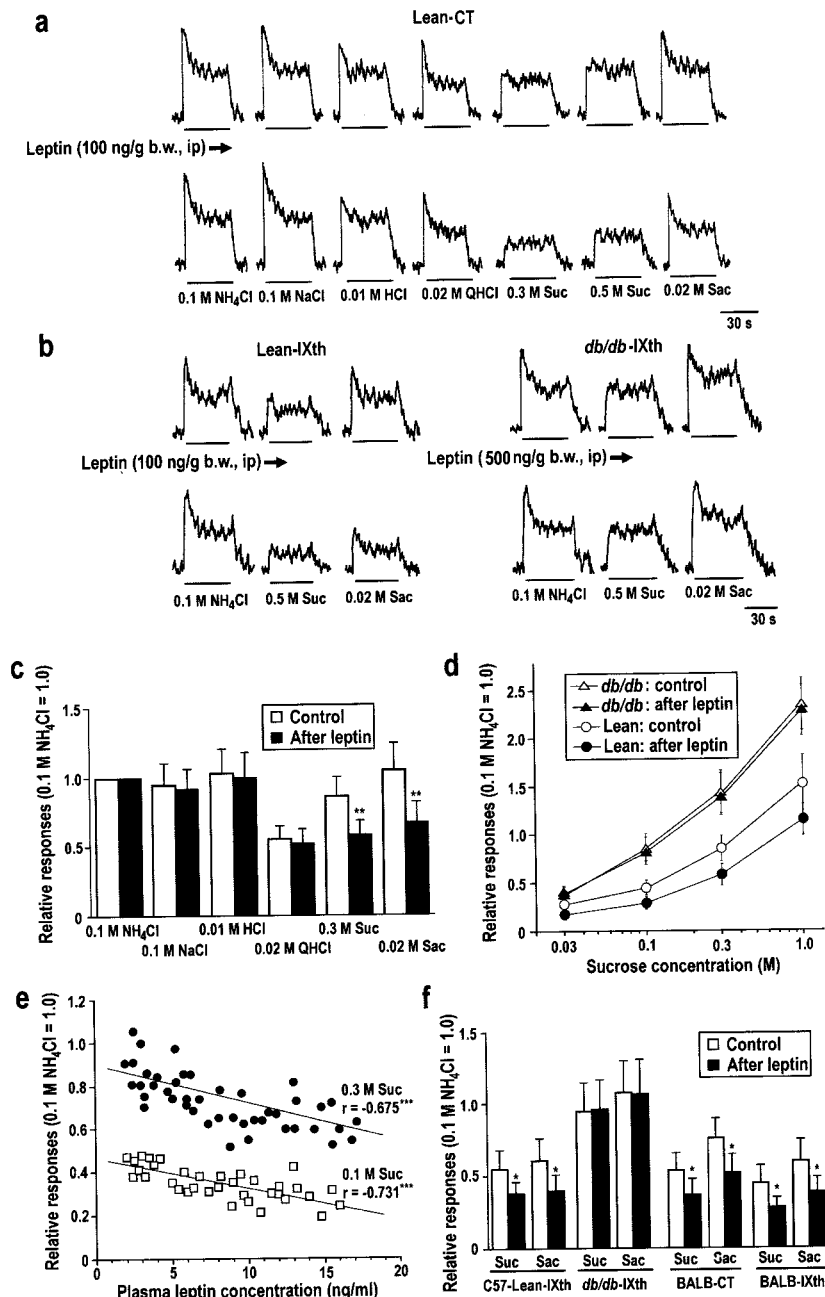 a
Lean-CT
Leptin (100 ng/g b.w., ip)
0.1 M NH4Cl 0.1 M NaCl 0.01 M HCl 0.02 M QHCl 0.3 M Suc 0.5 M Suc 0.02 M Sac
30 s
b
Lean-IXth
db/db-IXth
Leptin (100 ng/g b.w., ip)
Leptin (500 ng/g b.w., ip)
0.1 M NH4Cl 0.5 M Suc 0.02 M Sac
0.1 M NH4Cl 0.5 M Suc 0.02 M Sac
30 s
c
Relative responses (0.1 M NH4Cl = 1.0)
1.5
1.0
0.5
0
Control
After leptin
**
**
0.1 M NH4Cl
0.1 M NaCl
0.01 M HCl
0.02 M QHCl
0.3 M Suc
0.02 M Sac
d
Relative responses (0.1 M NH4Cl = 1.0)
2.5
2.0
1.5
1.0
0.5
0
db/db: control
db/db: after leptin
Lean: control
Lean: after leptin
0.03 0.1 0.3 1.0
Sucrose concentration (M)
e
Relative responses (0.1 M NH4Cl = 1.0)
1.2
1.0
0.8
0.6
0.4
0.2
0
0.3 M Suc
r = -0.675***
0.1 M Suc
r = -0.731***
0 5 10 15 20
Plasma leptin concentration (ng/ml)
f
Relative responses (0.1 M NH4Cl = 1.0)
1.5
1.0
0.5
0
Control
After leptin
* * * * * *
Suc Sac Suc Sac Suc Gac Suc Sac
C57-Lean-IXth db/db-IXth BALB-CT BALB-IXth